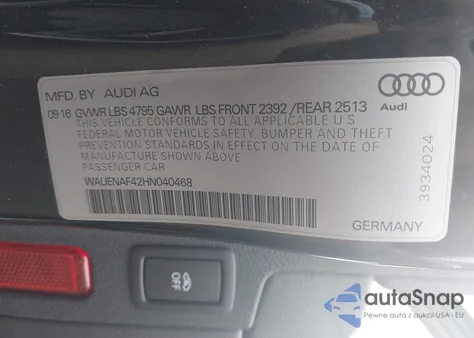 MFD. BY AUDI AG
09 16 GVWR LBS 4795 GAWR LBS FRONT 2392 /REAR 2513
THIS VEHICLE CONFORMS TO ALL APPLICABLE U S
FEDERAL MOTOR VEHICLE SAFETY, BUMPER AND THEFT
PREVENTION STANDARDS IN EFFECT ON THE DATE OF
MANUFACTURE SHOWN ABOVE
PASSENGER CAR
WAUENAF42HN040468
Audi
3934024
GERMANY
OFF
autoSnap
Pewne auta z aukcji USA i EU